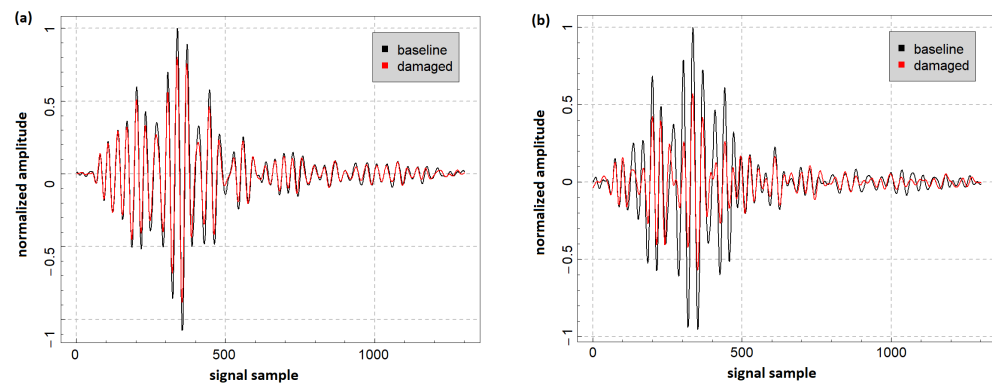 (a)
1
0.5
0
− 0.5
− 1
normalized amplitude
baseline
damaged
0
500
1000
signal sample
(b)
1
0.5
0
−0.5
− 1
normalized amplitude
baseline
damaged
0
500
1000
signal sample